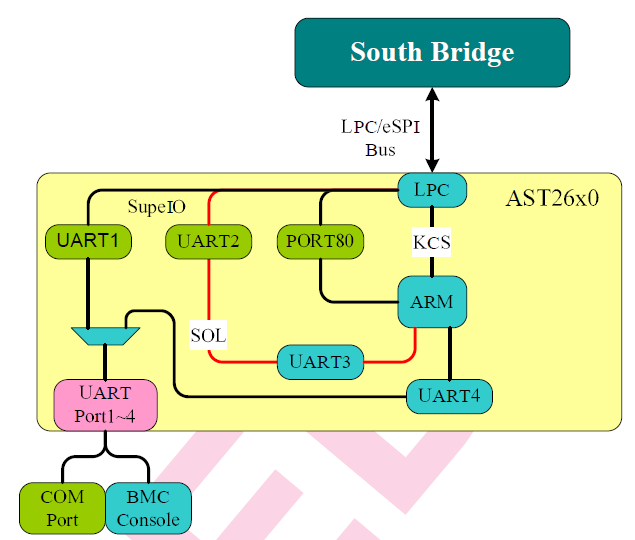 South Bridge
LPC/eSPI
Bus
LPC
AST26x0
SupeIO
UART1
UART2
PORT80
KCS
ARM
SOL
UART3
UART
Port1~4
UART4
COM
Port
BMC
Console